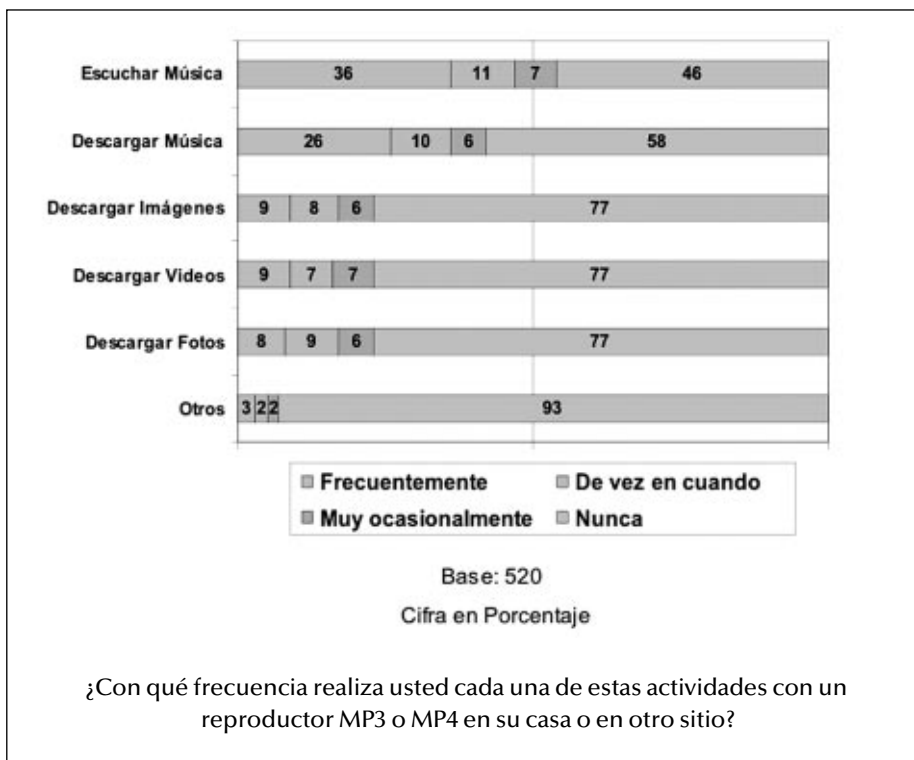 Escuchar Música 36 11 7 46
Descargar Música 26 10 6 58
Descargar Imágenes 9 8 6 77
Descargar Videos 9 7 7 77
Descargar Fotos 8 9 6 77
Otros 3 2 2 93
Frecuentemente De vez en cuando
Muy ocasionalmente Nunca
Base: 520
Cifra en Porcentaje
¿Con qué frecuencia realiza usted cada una de estas actividades con un
reproductor MP3 o MP4 en su casa o en otro sitio?